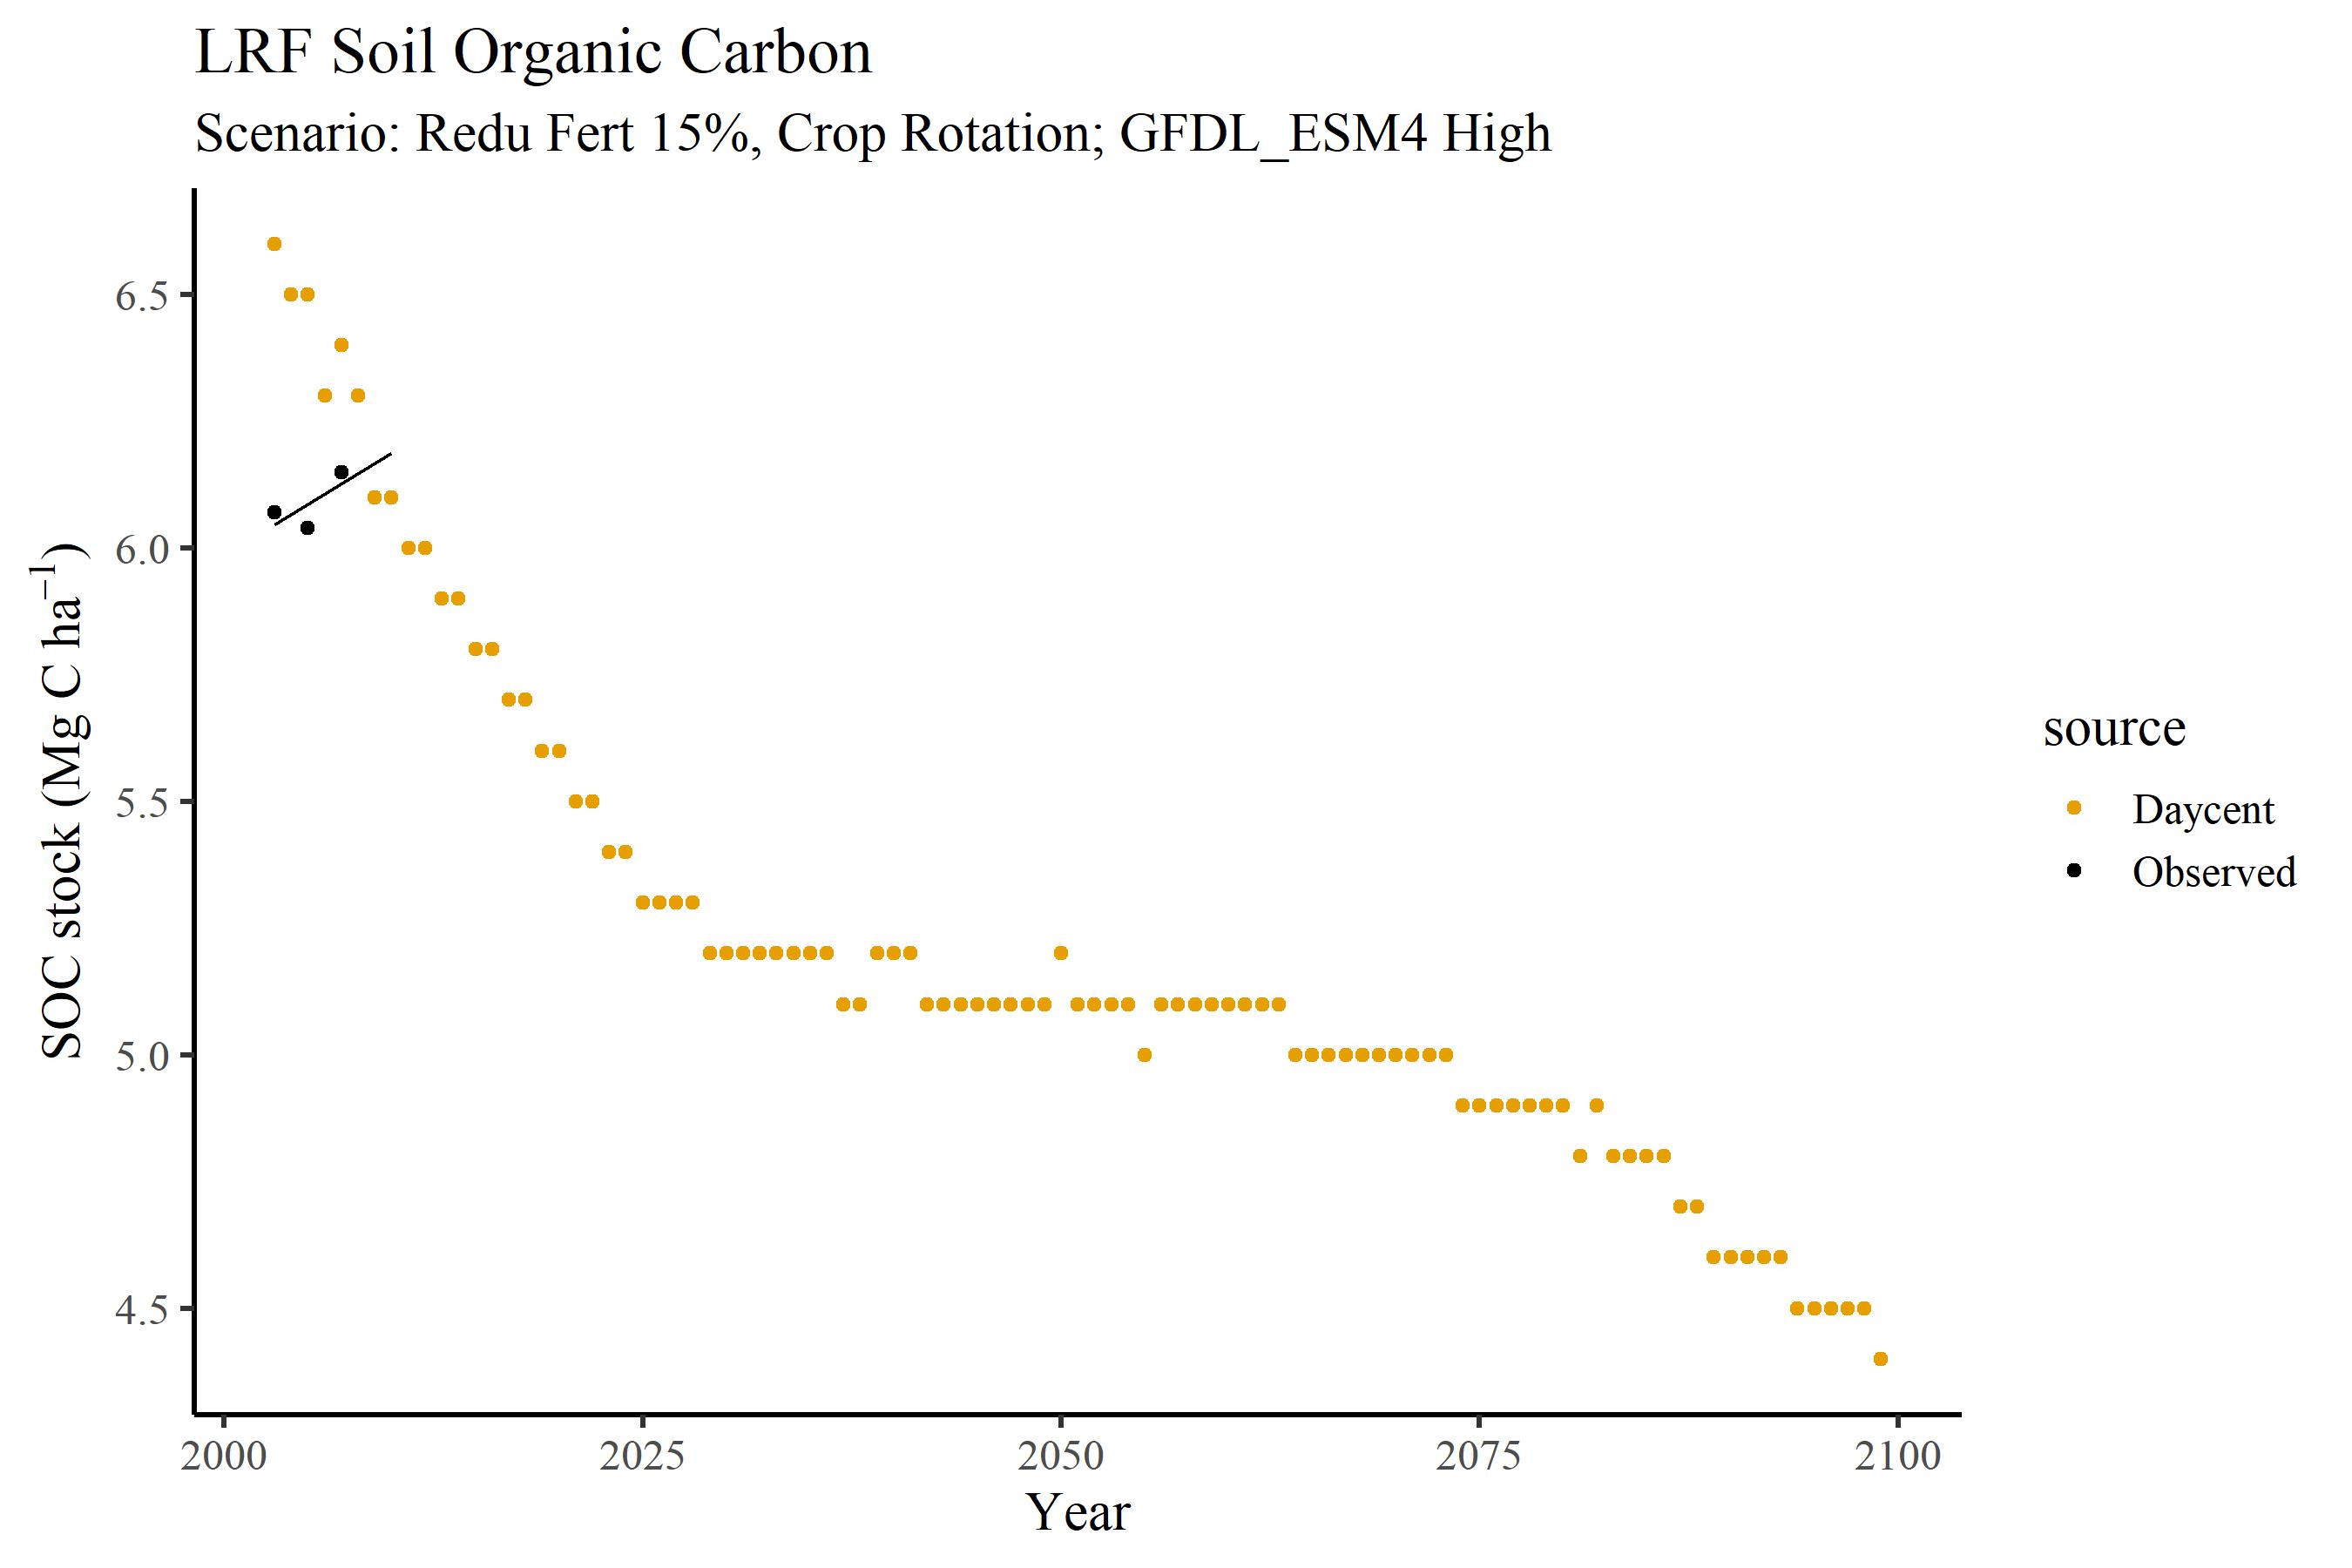 LRF Soil Organic Carbon
Scenario: Redu Fert 15%, Crop Rotation; GFDL_ESM4 High
SOC stock (Mg C ha⁻¹)
6.5
6.0
5.5
5.0
4.5
2000 2025 2050 2075 2100
Year
source
Daycent
Observed